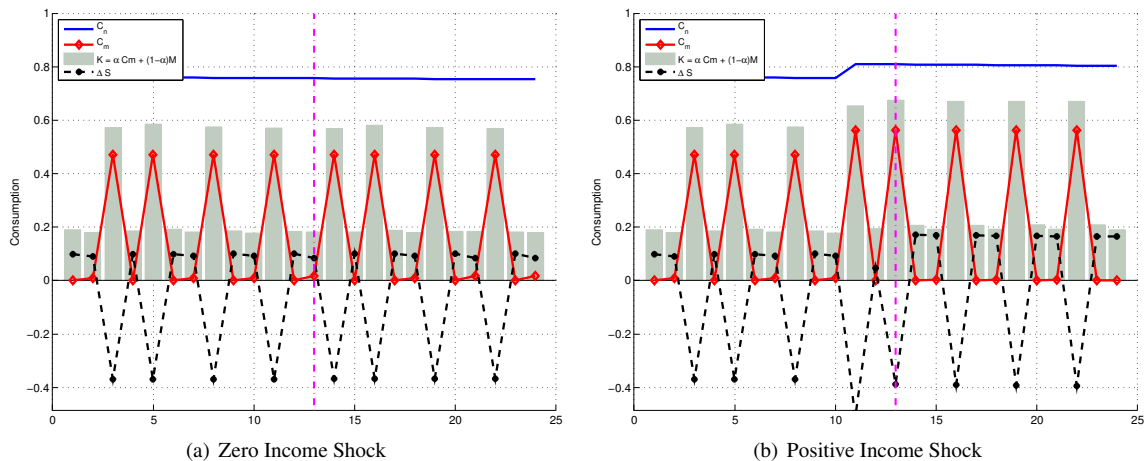 1
0.8
0.6
0.4
0.2
0
−0.2
−0.4
Consumption
C_n
C_m
K = α Cm + (1−α)M
Δ S
0 5 10 15 20 25
(a) Zero Income Shock
1
0.8
0.6
0.4
0.2
0
−0.2
−0.4
Consumption
C_n
C_m
K = α Cm + (1−α)M
Δ S
0 5 10 15 20 25
(b) Positive Income Shock